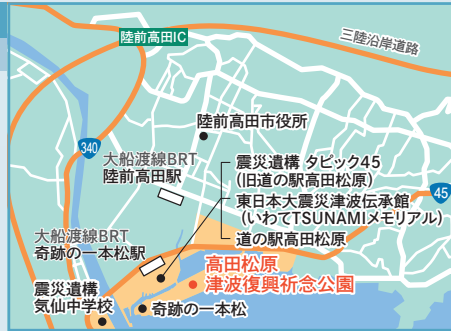 陸前高田IC
三陸沿岸道路
340
陸前高田市役所
大船渡線BRT
陸前高田駅
震災遺構 タピック45
(旧道の駅高田松原)
45
東日本大震災津波伝承館
(いわてTSUNAMIメモリアル)
道の駅高田松原
大船渡線BRT
奇跡の一本松駅
高田松原
津波復興祈念公園
震災遺構
気仙中学校
奇跡の一本松